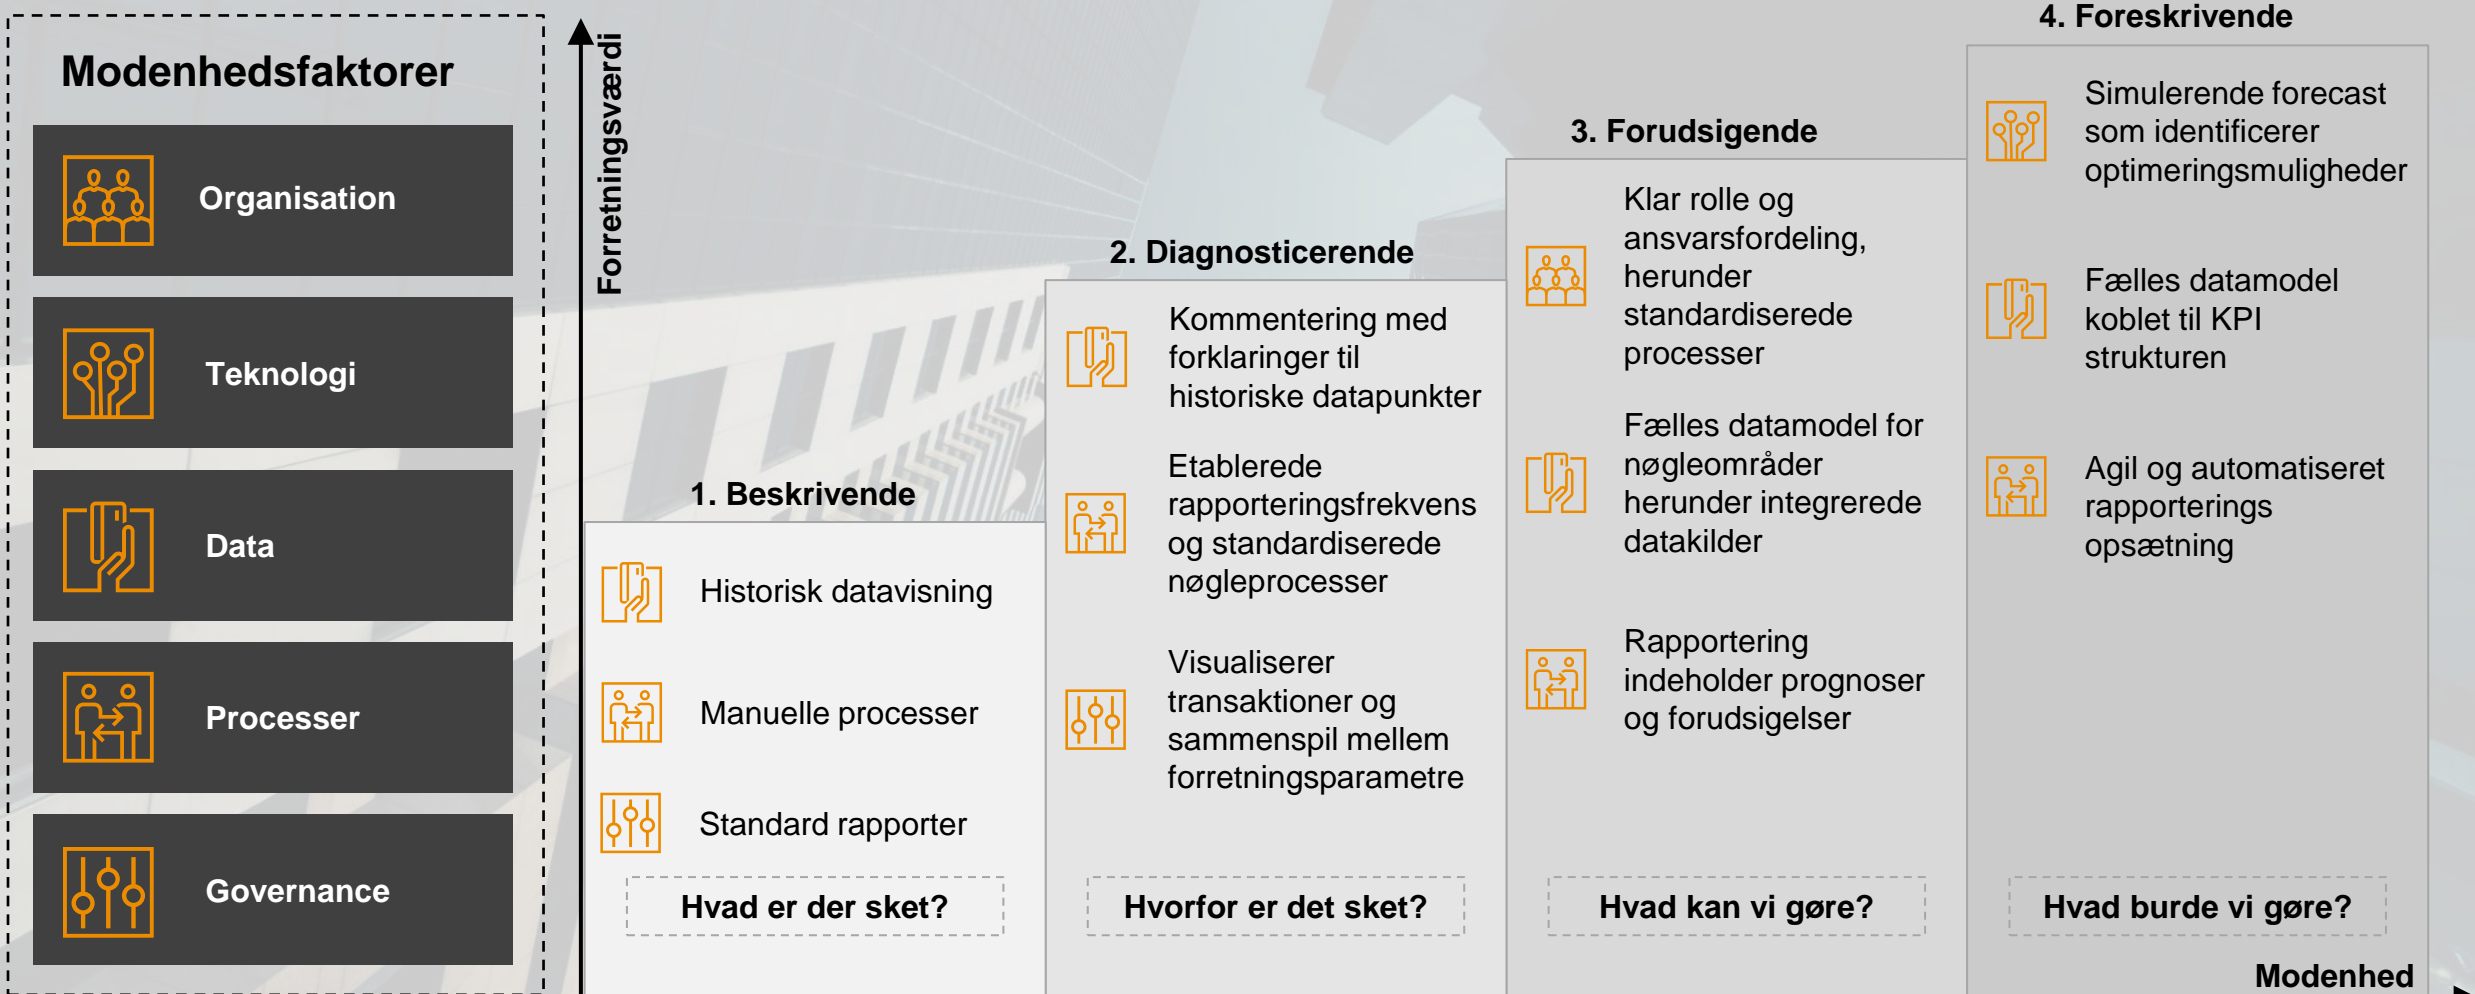 Modenhedsfaktorer
Organisation
Teknologi
Data
Processer
Governance
Forretningsværdi
1. Beskrivende
Historisk datavisning
Manuelle processer
Standard rapporter
Hvad er der sket?
2. Diagnosticerende
Kommentering med
forklaringer til
historiske datapunkter
Etablerede
rapporteringsfrekvens
og standardiserede
nøgleprocesser
Visualiserer
transaktioner og
sammenspil mellem
forretningsparametre
Hvorfor er det sket?
3. Forudsigende
Klar rolle og
ansvarsfordeling,
herunder
standardiserede
processer
Fælles datamodel for
nøgleområder
herunder integrerede
datakilder
Rapportering
indeholder prognoser
og forudsigelser
Hvad kan vi gøre?
4. Foreskrivende
Simulerende forecast
som identificerer
optimeringsmuligheder
Fælles datamodel
koblet til KPI
strukturen
Agil og automatiseret
rapporterings
opsætning
Hvad burde vi gøre?
Modenhed